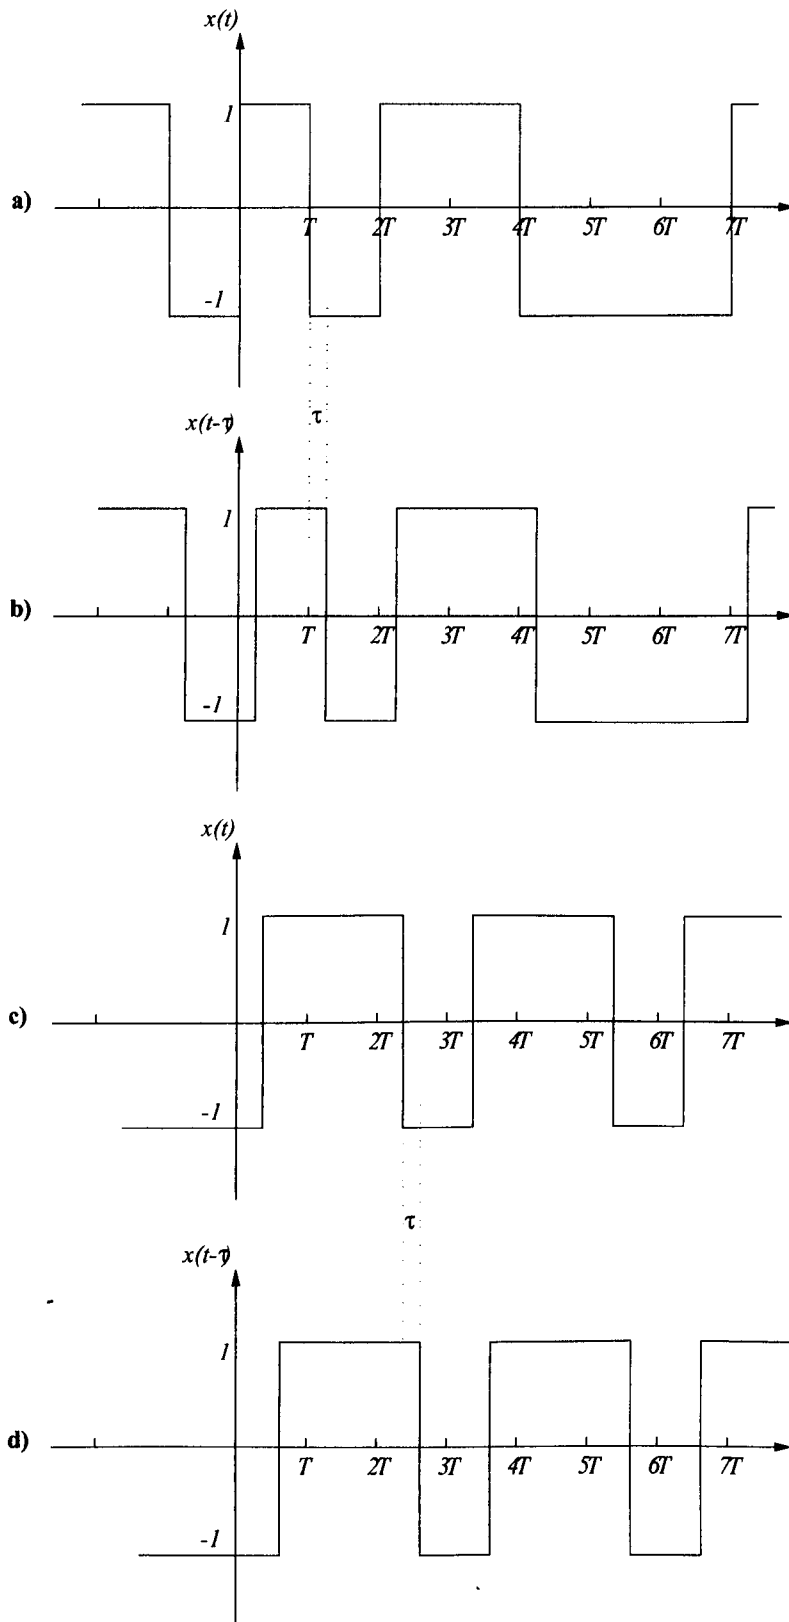 x(t)
1
a)
T 2T 3T 4T 5T 6T 7T
-1
τ
x(t-τ)
1
b)
T 2T 3T 4T 5T 6T 7T
-1
x(t)
1
c)
T 2T 3T 4T 5T 6T 7T
-1
τ
x(t-τ)
1
d)
T 2T 3T 4T 5T 6T 7T
-1